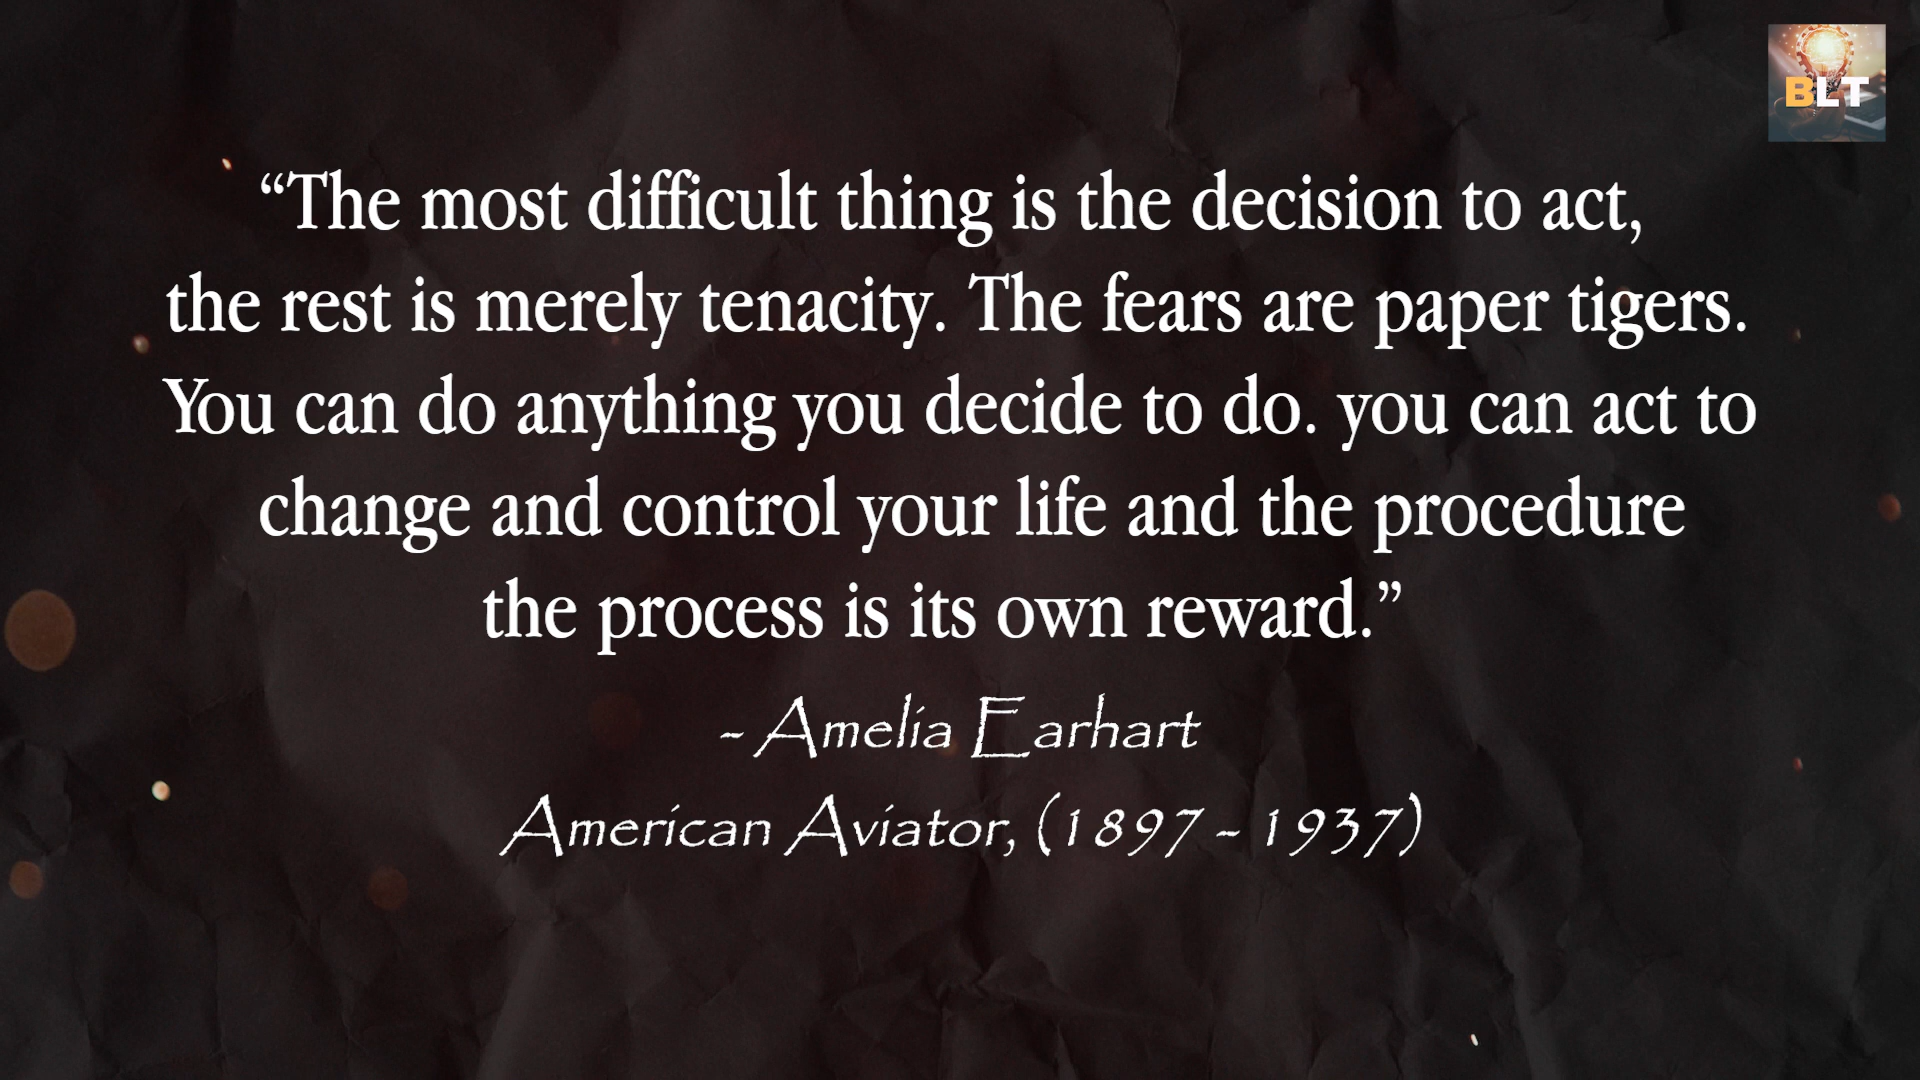 BLT
“The most difficult thing is the decision to act,
the rest is merely tenacity. The fears are paper tigers.
You can do anything you decide to do. you can act to
change and control your life and the procedure
the process is its own reward.”
- Amelia Earhart
American Aviator, (1897 - 1937)